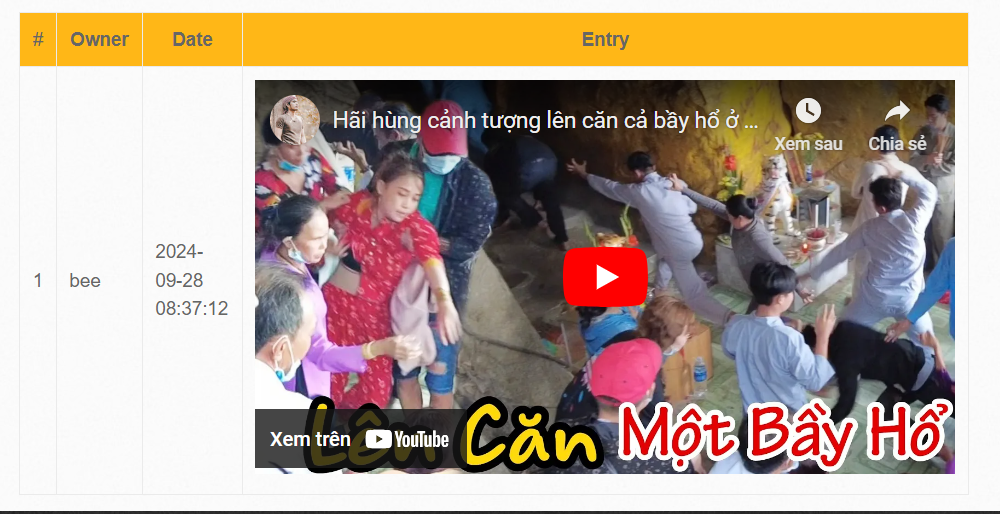 # Owner Date Entry
1 bee 2024-
09-28
08:37:12
Hãi hùng cảnh tượng lên căn cả bầy hổ ở ...
Xem sau Chia sẻ
Xem trên YouTube
Lên Căn Một Bầy Hổ